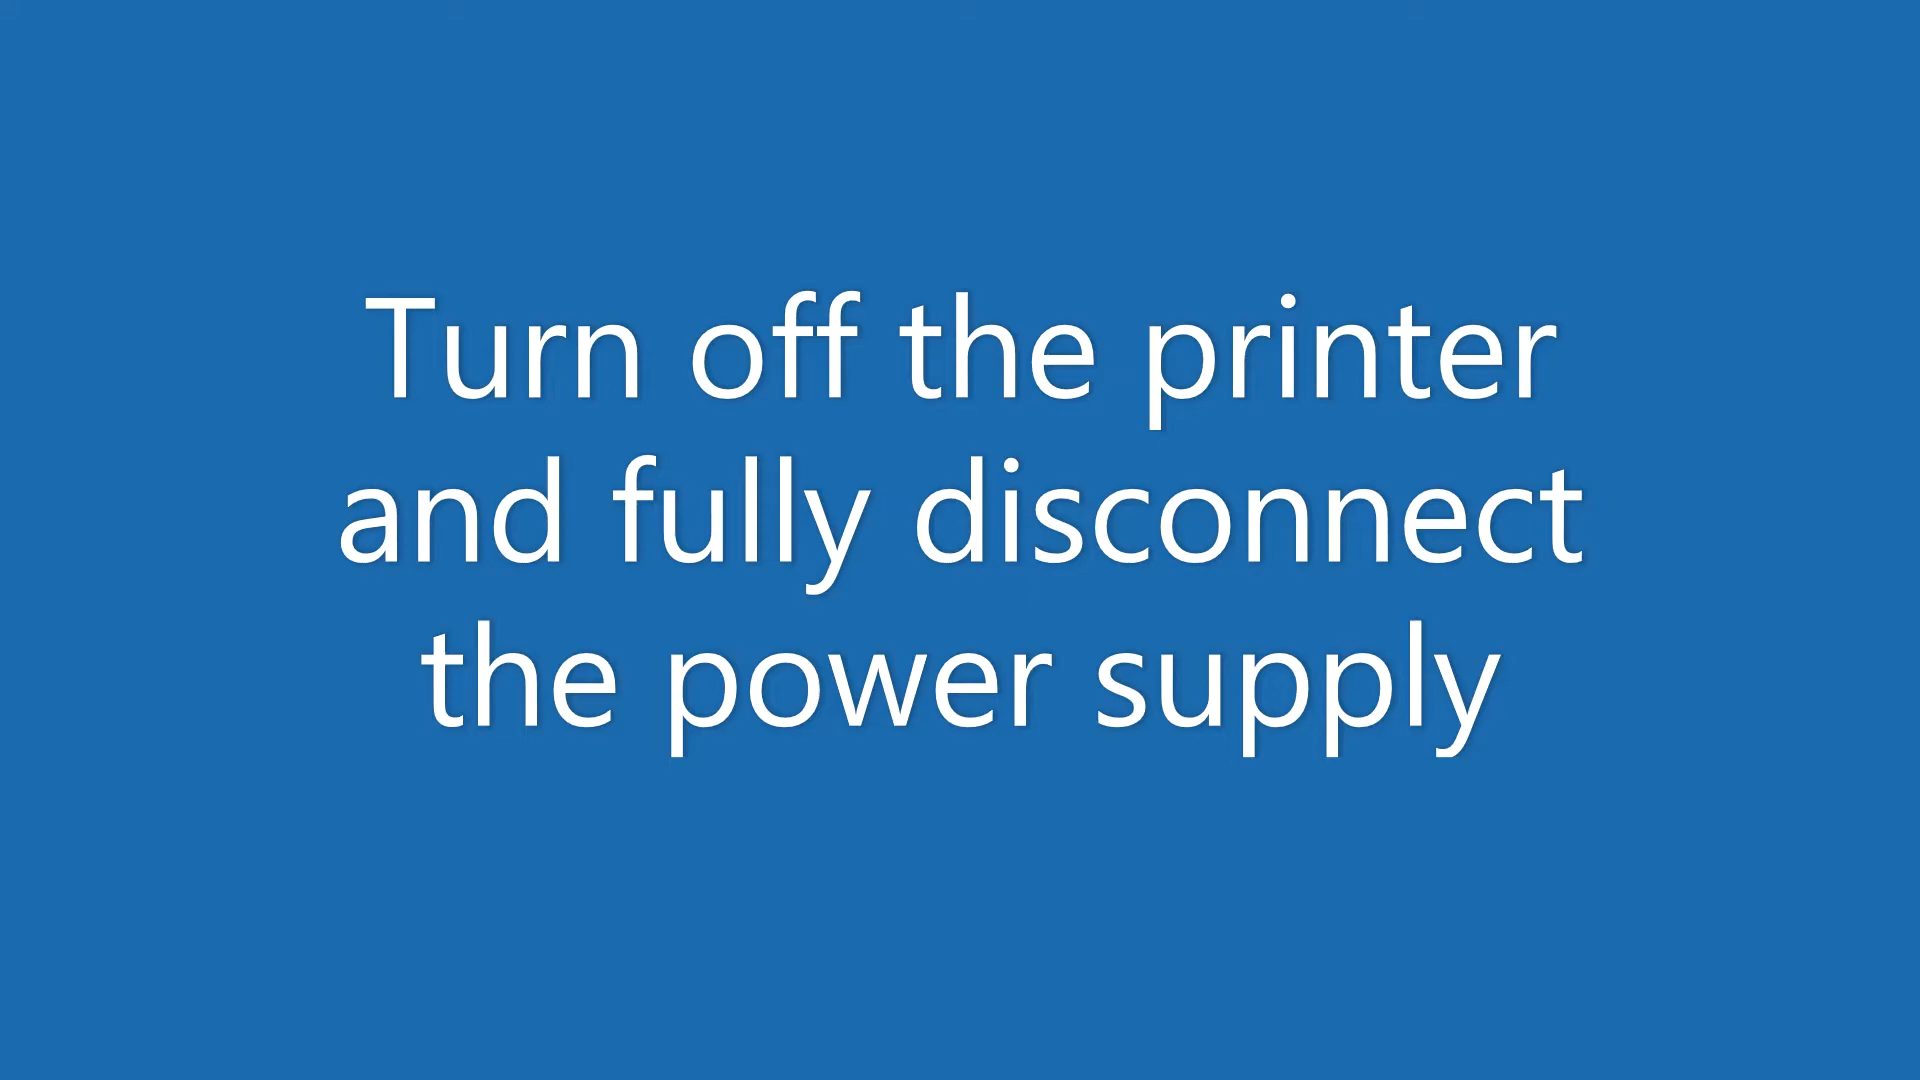 Turn off the printer
and fully disconnect
the power supply